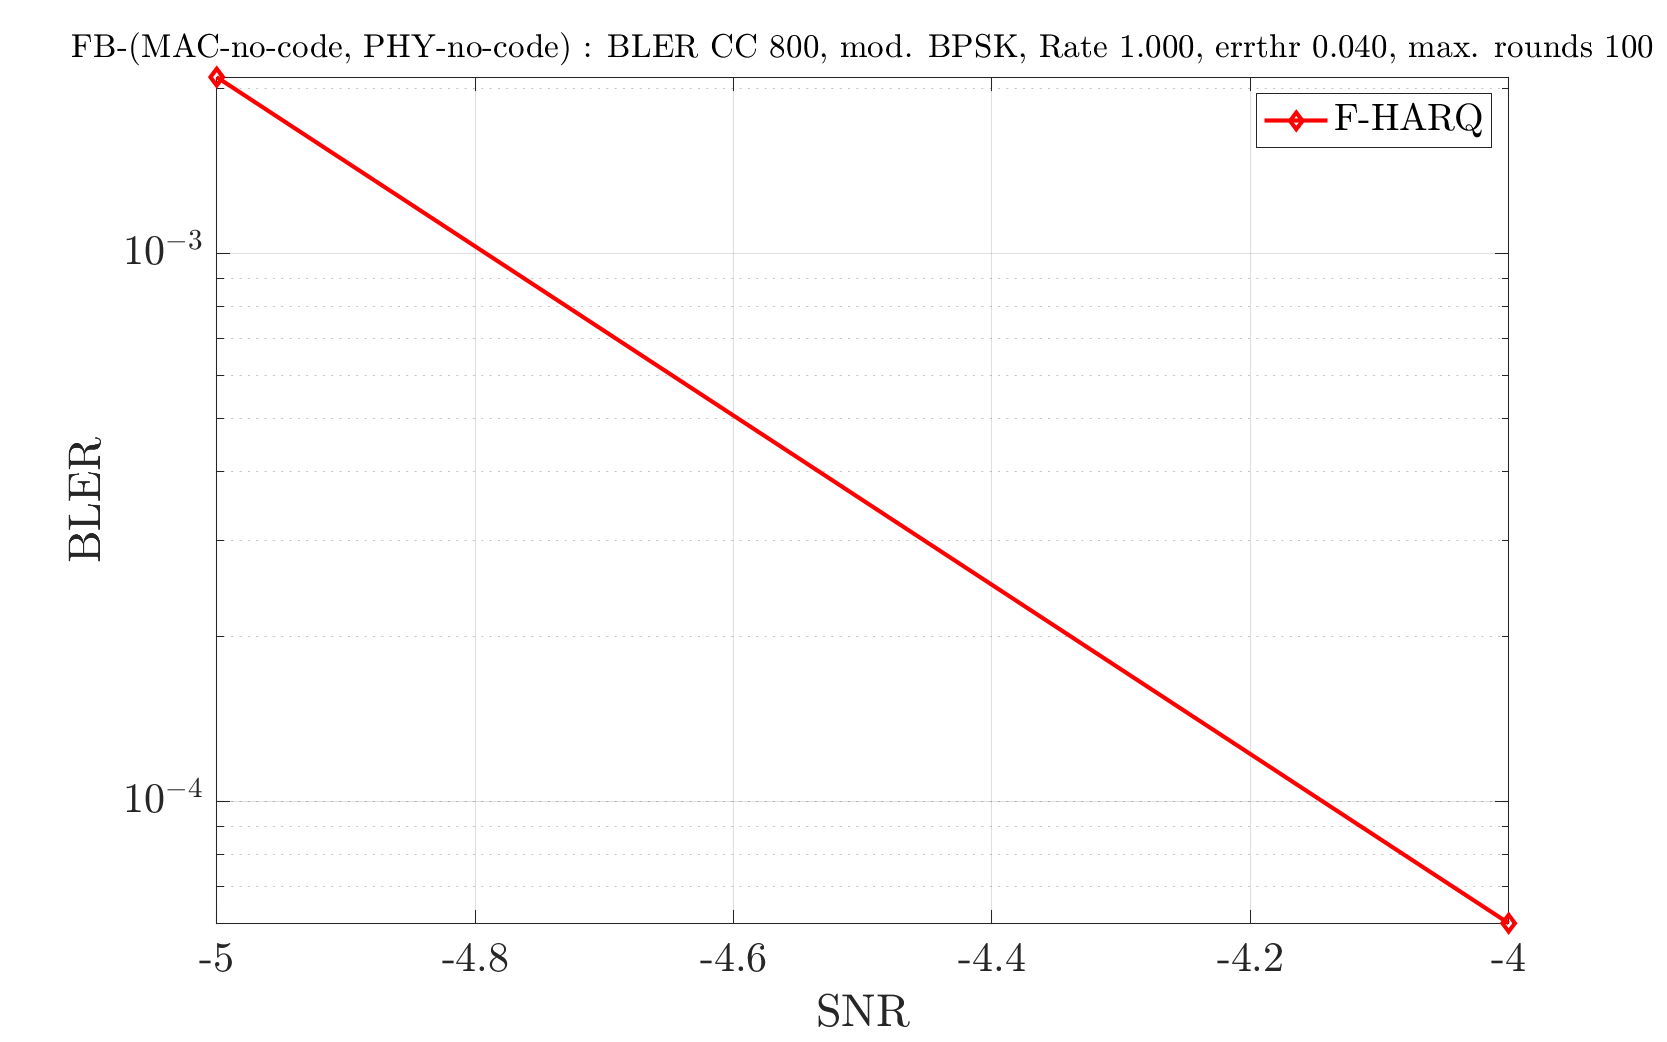 FB-(MAC-no-code, PHY-no-code) : BLER CC 800, mod. BPSK, Rate 1.000, errthr 0.040, max. rounds 100
F-HARQ
10⁻³
10⁻⁴
BLER
-5 -4.8 -4.6 -4.4 -4.2 -4
SNR